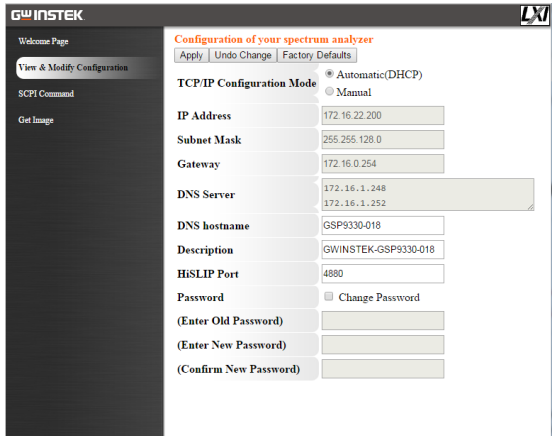 GWINSTEK
LXI
Welcome Page
View & Modify Configuration
SCPI Command
Get Image
Configuration of your spectrum analyzer
Apply Undo Change Factory Defaults
TCP/IP Configuration Mode
Automatic(DHCP)
Manual
IP Address 172.16.22.200
Subnet Mask 255.255.128.0
Gateway 172.16.0.254
DNS Server
172.16.1.248
172.16.1.252
DNS hostname GSP9330-018
Description GWINSTEK-GSP9330-018
HiSLIP Port 4880
Password Change Password
(Enter Old Password)
(Enter New Password)
(Confirm New Password)